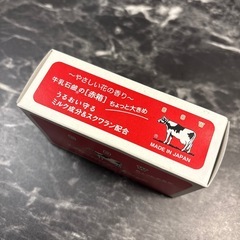 〜やさしい花の香り〜
牛乳石鹸の[赤箱]ちょっと大きめ
うるおい守る
ミルク成分&スクワラン配合
MADE IN JAPAN